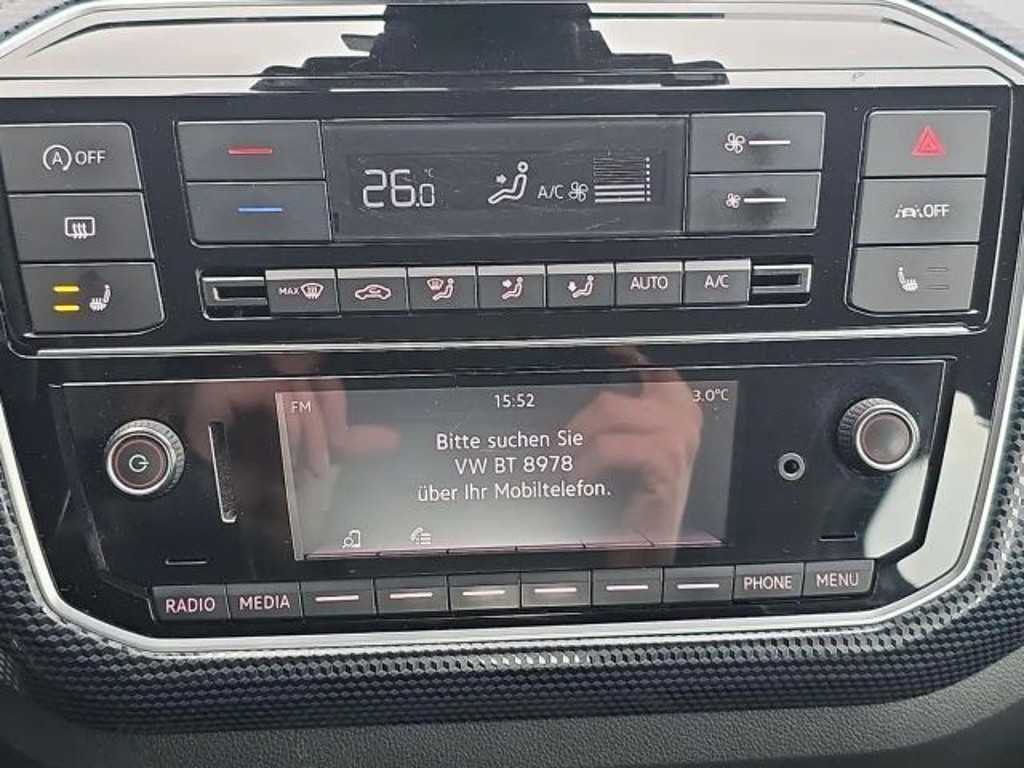 A OFF
26.0 °C
A/C
OFF
MAX
AUTO
A/C
FM
15:52
3.0°C
Bitte suchen Sie
VW BT 8978
über Ihr Mobiltelefon.
RADIO
MEDIA
PHONE
MENU